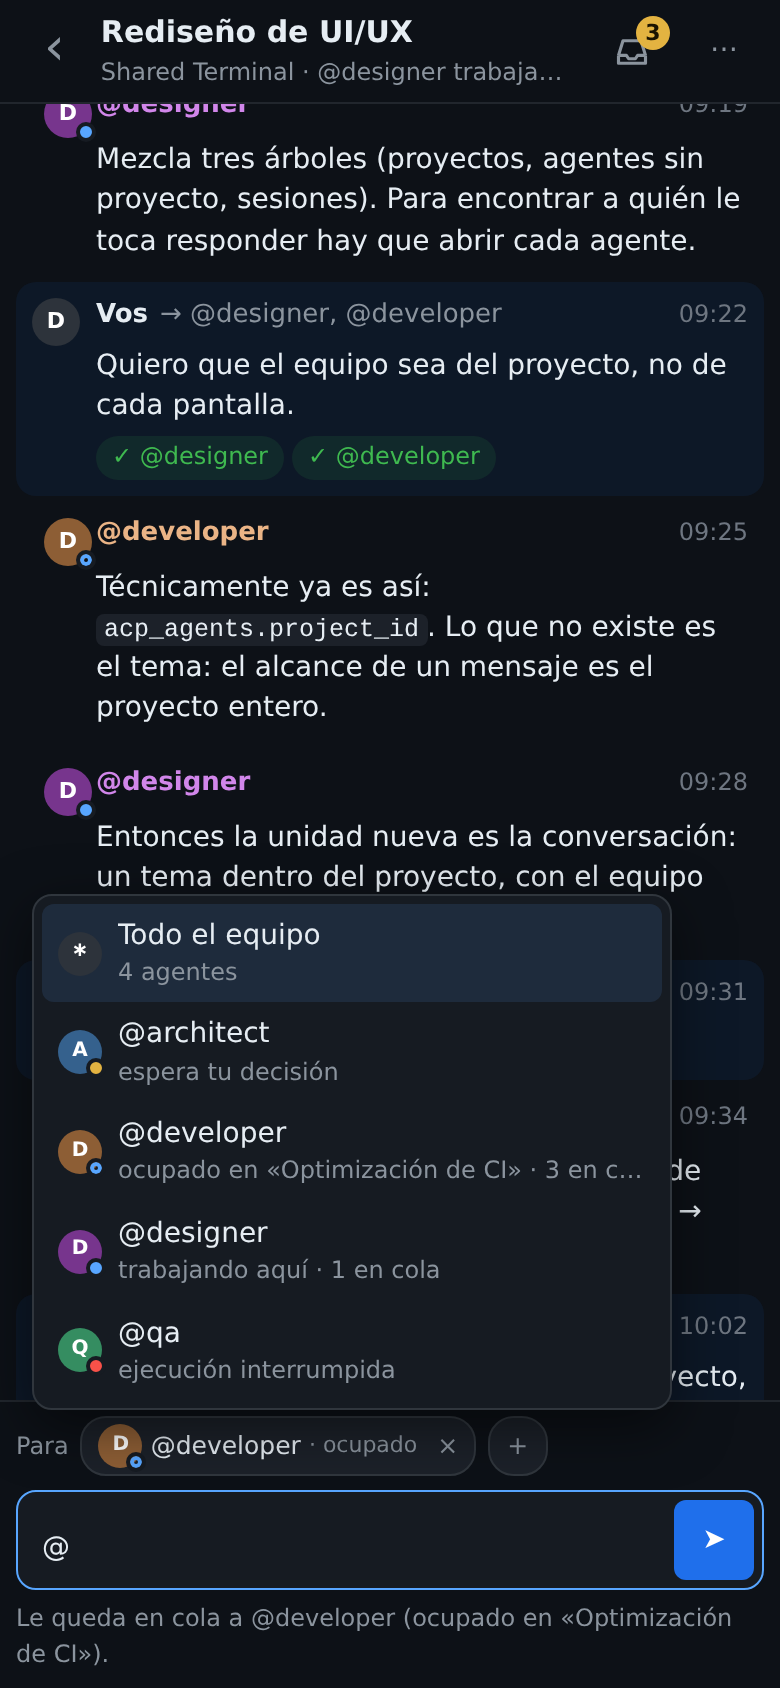 Rediseño de UI/UX
3
Shared Terminal · @designer trabaja…
D @designer 09:19
Mezcla tres árboles (proyectos, agentes sin
proyecto, sesiones). Para encontrar a quién le
toca responder hay que abrir cada agente.
D Vos → @designer, @developer 09:22
Quiero que el equipo sea del proyecto, no de
cada pantalla.
✓ @designer ✓ @developer
D @developer 09:25
Técnicamente ya es así:
acp_agents.project_id. Lo que no existe es
el tema: el alcance de un mensaje es el
proyecto entero.
D @designer 09:28
Entonces la unidad nueva es la conversación:
un tema dentro del proyecto, con el equipo
* Todo el equipo
4 agentes
09:31
A @architect
espera tu decisión
09:34
D @developer
ocupado en «Optimización de CI» · 3 en c…
de
→
D @designer
trabajando aquí · 1 en cola
10:02
Q @qa
ejecución interrumpida
Para D @developer · ocupado × +
@ ➤
Le queda en cola a @developer (ocupado en «Optimización
de CI»).